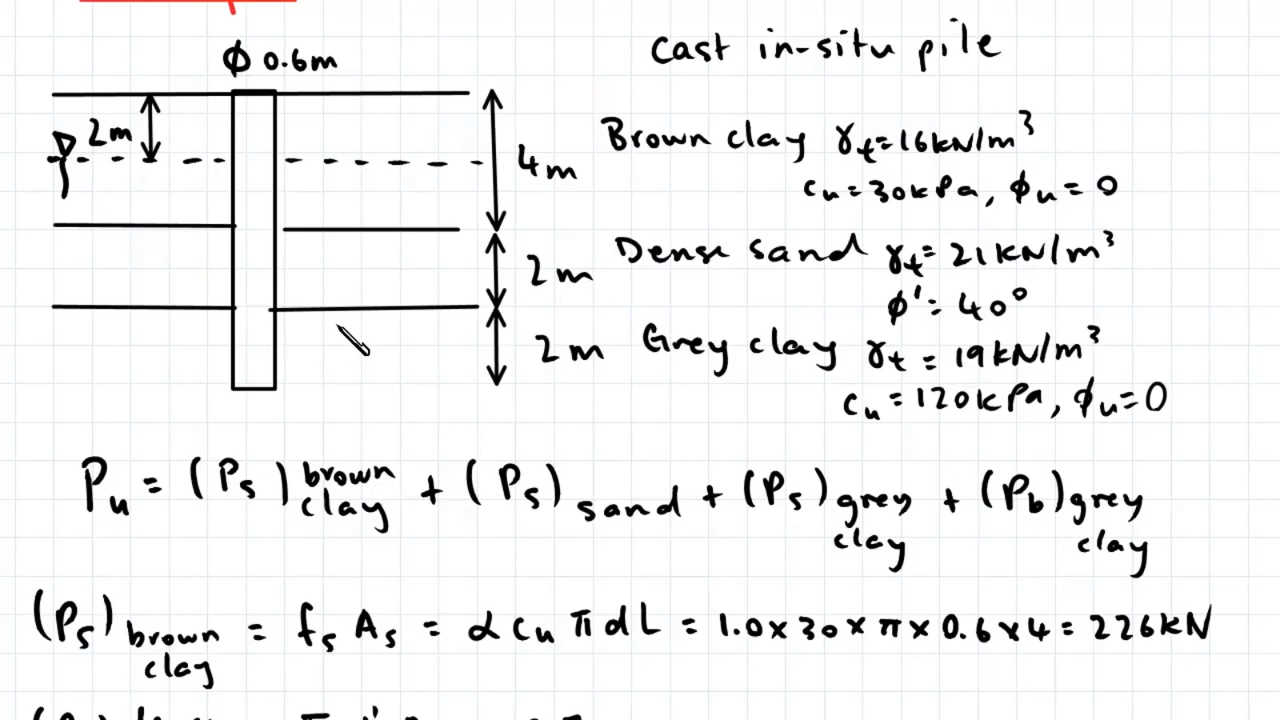 ϕ 0.6m
Cast in-situ pile
2m
4m
Brown clay γt=16kN/m³
cu=30kPa, ϕu=0
2m
Dense sand γt=21kN/m³
ϕ'=40°
2m
Grey clay γt=19kN/m³
cu=120kPa, ϕu=0
Pu = (Ps) brown clay + (Ps) sand + (Ps) grey clay + (Pb) grey clay
(Ps) brown clay = fs As = α cu π d L = 1.0 × 30 × π × 0.6 × 4 = 226kN